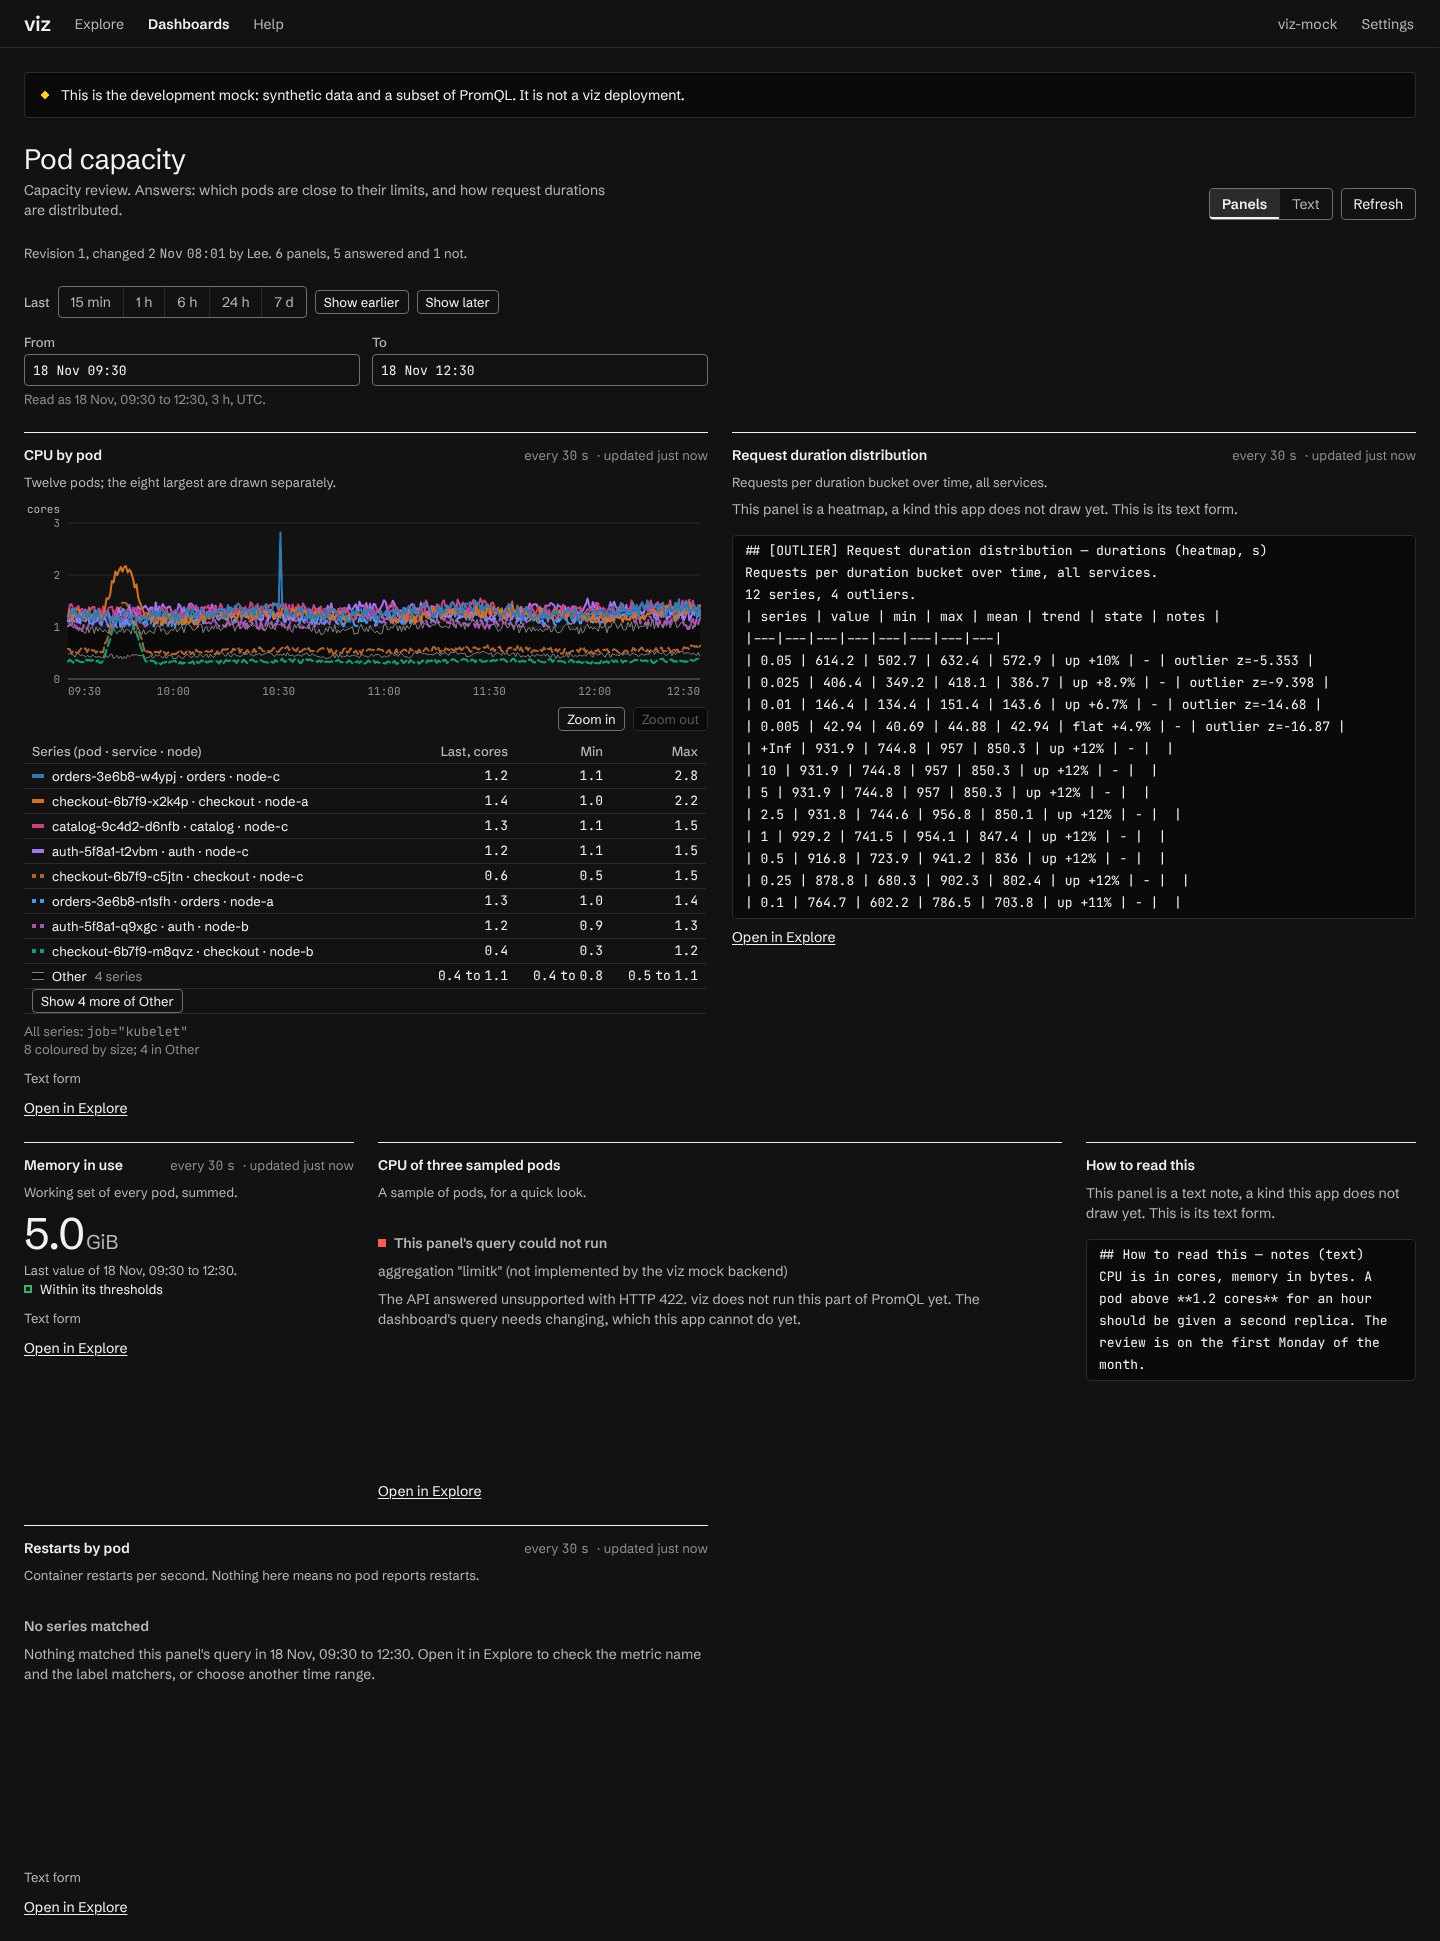 viz Explore Dashboards Help viz-mock Settings
This is the development mock: synthetic data and a subset of PromQL. It is not a viz deployment.
Pod capacity
Capacity review. Answers: which pods are close to their limits, and how request durations
are distributed.
Panels Text Refresh
Revision 1, changed 2 Nov 08:01 by Lee. 6 panels, 5 answered and 1 not.
Last 15 min 1 h 6 h 24 h 7 d Show earlier Show later
From To
18 Nov 09:30 18 Nov 12:30
Read as 18 Nov, 09:30 to 12:30, 3 h, UTC.
CPU by pod every 30 s · updated just now
Twelve pods; the eight largest are drawn separately.
cores
3
2
1
0
09:30 10:00 10:30 11:00 11:30 12:00 12:30
Zoom in Zoom out
Series (pod · service · node) Last, cores Min Max
orders-3e6b8-w4ypj · orders · node-c 1.2 1.1 2.8
checkout-6b7f9-x2k4p · checkout · node-a 1.4 1.0 2.2
catalog-9c4d2-d6nfb · catalog · node-c 1.3 1.1 1.5
auth-5f8a1-t2vbm · auth · node-c 1.2 1.1 1.5
checkout-6b7f9-c5jtn · checkout · node-c 0.6 0.5 1.5
orders-3e6b8-n1sfh · orders · node-a 1.3 1.0 1.4
auth-5f8a1-q9xgc · auth · node-b 1.2 0.9 1.3
checkout-6b7f9-m8qvz · checkout · node-b 0.4 0.3 1.2
Other 4 series 0.4 to 1.1 0.4 to 0.8 0.5 to 1.1
Show 4 more of Other
All series: job="kubelet"
8 coloured by size; 4 in Other
Text form
Open in Explore
Request duration distribution every 30 s · updated just now
Requests per duration bucket over time, all services.
This panel is a heatmap, a kind this app does not draw yet. This is its text form.
## [OUTLIER] Request duration distribution — durations (heatmap, s)
Requests per duration bucket over time, all services.
12 series, 4 outliers.
| series | value | min | max | mean | trend | state | notes |
|---|---|---|---|---|---|---|---|
| 0.05 | 614.2 | 502.7 | 632.4 | 572.9 | up +10% | - | outlier z=-5.353 |
| 0.025 | 406.4 | 349.2 | 418.1 | 386.7 | up +8.9% | - | outlier z=-9.398 |
| 0.01 | 146.4 | 134.4 | 151.4 | 143.6 | up +6.7% | - | outlier z=-14.68 |
| 0.005 | 42.94 | 40.69 | 44.88 | 42.94 | flat +4.9% | - | outlier z=-16.87 |
| +Inf | 931.9 | 744.8 | 957 | 850.3 | up +12% | - |  |
| 10 | 931.9 | 744.8 | 957 | 850.3 | up +12% | - |  |
| 5 | 931.9 | 744.8 | 957 | 850.3 | up +12% | - |  |
| 2.5 | 931.8 | 744.6 | 956.8 | 850.1 | up +12% | - |  |
| 1 | 929.2 | 741.5 | 954.1 | 847.4 | up +12% | - |  |
| 0.5 | 916.8 | 723.9 | 941.2 | 836 | up +12% | - |  |
| 0.25 | 878.8 | 680.3 | 902.3 | 802.4 | up +12% | - |  |
| 0.1 | 764.7 | 602.2 | 786.5 | 703.8 | up +11% | - |  |
Open in Explore
Memory in use every 30 s · updated just now
Working set of every pod, summed.
5.0 GiB
Last value of 18 Nov, 09:30 to 12:30.
Within its thresholds
Text form
Open in Explore
CPU of three sampled pods
A sample of pods, for a quick look.
This panel's query could not run
aggregation "limitk" (not implemented by the viz mock backend)
The API answered unsupported with HTTP 422. viz does not run this part of PromQL yet. The
dashboard's query needs changing, which this app cannot do yet.
Open in Explore
How to read this
This panel is a text note, a kind this app does not
draw yet. This is its text form.
## How to read this — notes (text)
CPU is in cores, memory in bytes. A
pod above **1.2 cores** for an hour
should be given a second replica. The
review is on the first Monday of the
month.
Restarts by pod every 30 s · updated just now
Container restarts per second. Nothing here means no pod reports restarts.
No series matched
Nothing matched this panel's query in 18 Nov, 09:30 to 12:30. Open it in Explore to check the metric name
and the label matchers, or choose another time range.
Text form
Open in Explore